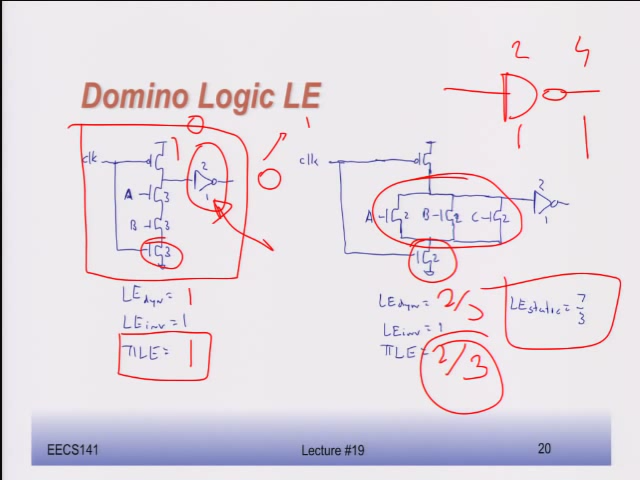 Domino Logic LE
2 4
1 1
clk
2
1
A 3
B 3
3
LEdyn = 1
LEinv = 1
ΠLE = 1
clk
2
1
A 2 B 2 C 2
2
LEdyn = 2/3
LEinv = 1
ΠLE = 2/3
LEstatic = 7/3
EECS141
Lecture #19
20